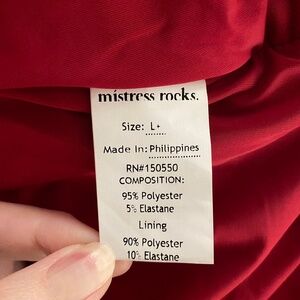 mistress rocks.
Size: L+
Made In: Philippines
RN#150550
COMPOSITION:
95% Polyester
5% Elastane
Lining
90% Polyester
10% Elastane